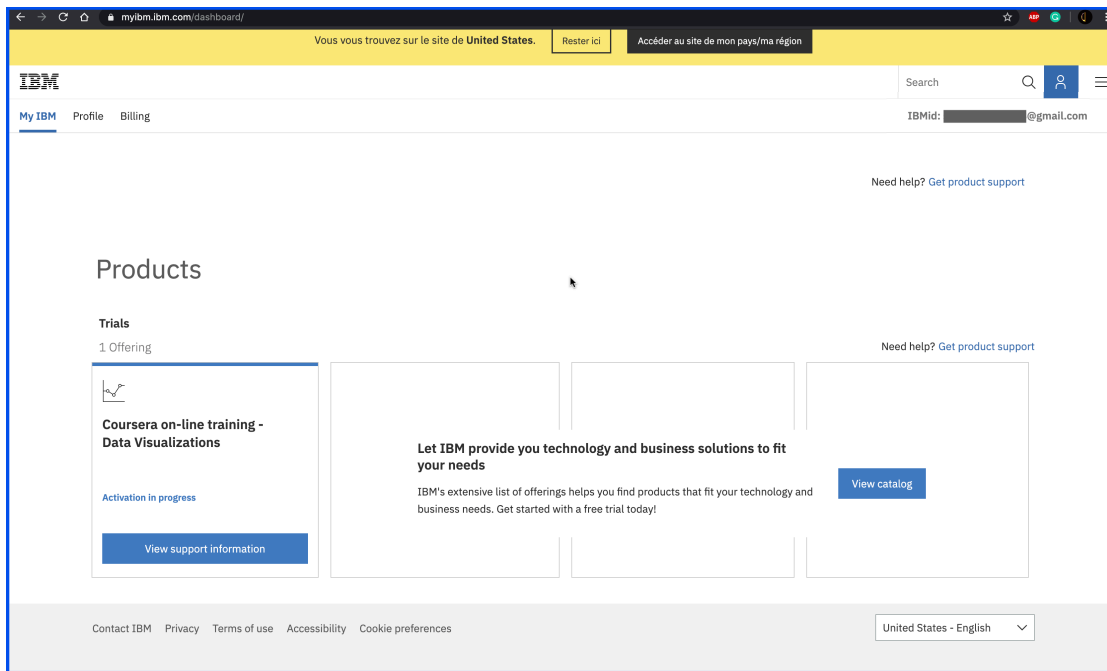 myibm.ibm.com/dashboard/
ABP
Vous vous trouvez sur le site de United States. Rester ici Accéder au site de mon pays/ma région
IBM
Search
My IBM Profile Billing
IBMid: @gmail.com
Need help? Get product support
Products
Trials
1 Offering
Need help? Get product support
Coursera on-line training -
Data Visualizations
Activation in progress
View support information
Let IBM provide you technology and business solutions to fit
your needs
IBM's extensive list of offerings helps you find products that fit your technology and
business needs. Get started with a free trial today!
View catalog
Contact IBM Privacy Terms of use Accessibility Cookie preferences
United States - English